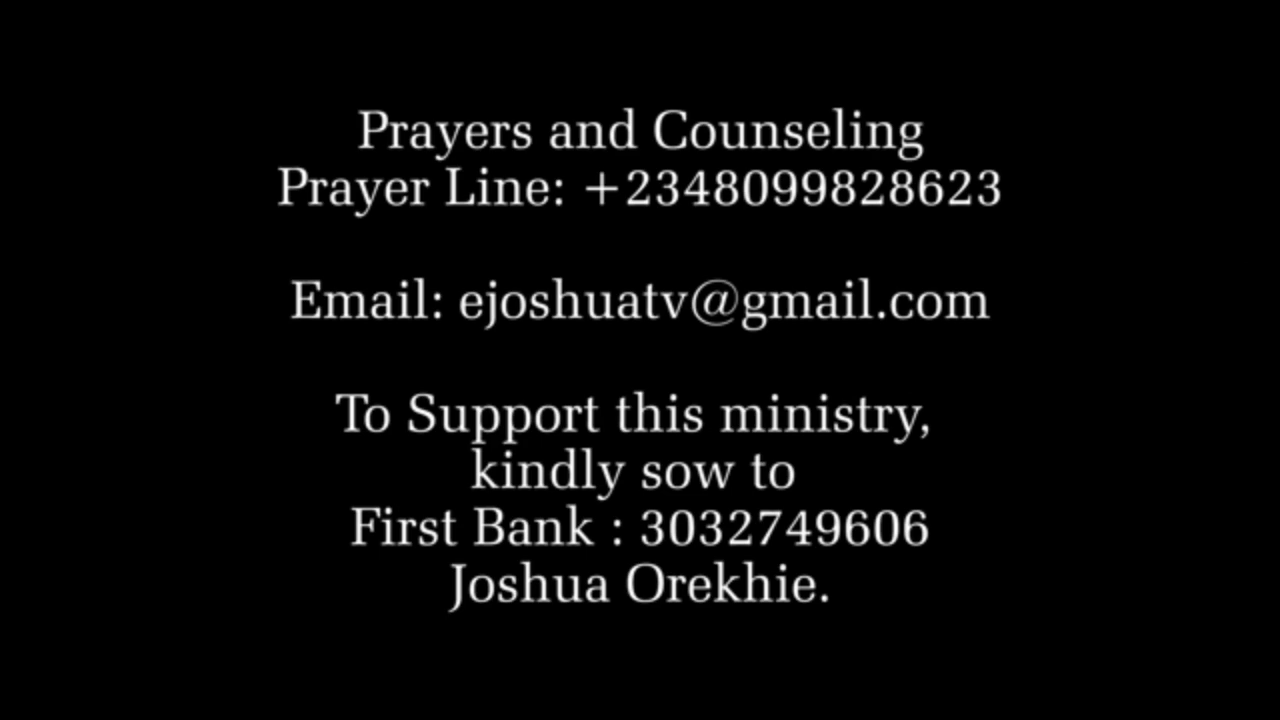 Prayers and Counseling
Prayer Line: +2348099828623
Email: ejoshuatv@gmail.com
To Support this ministry,
kindly sow to
First Bank : 3032749606
Joshua Orekhie.